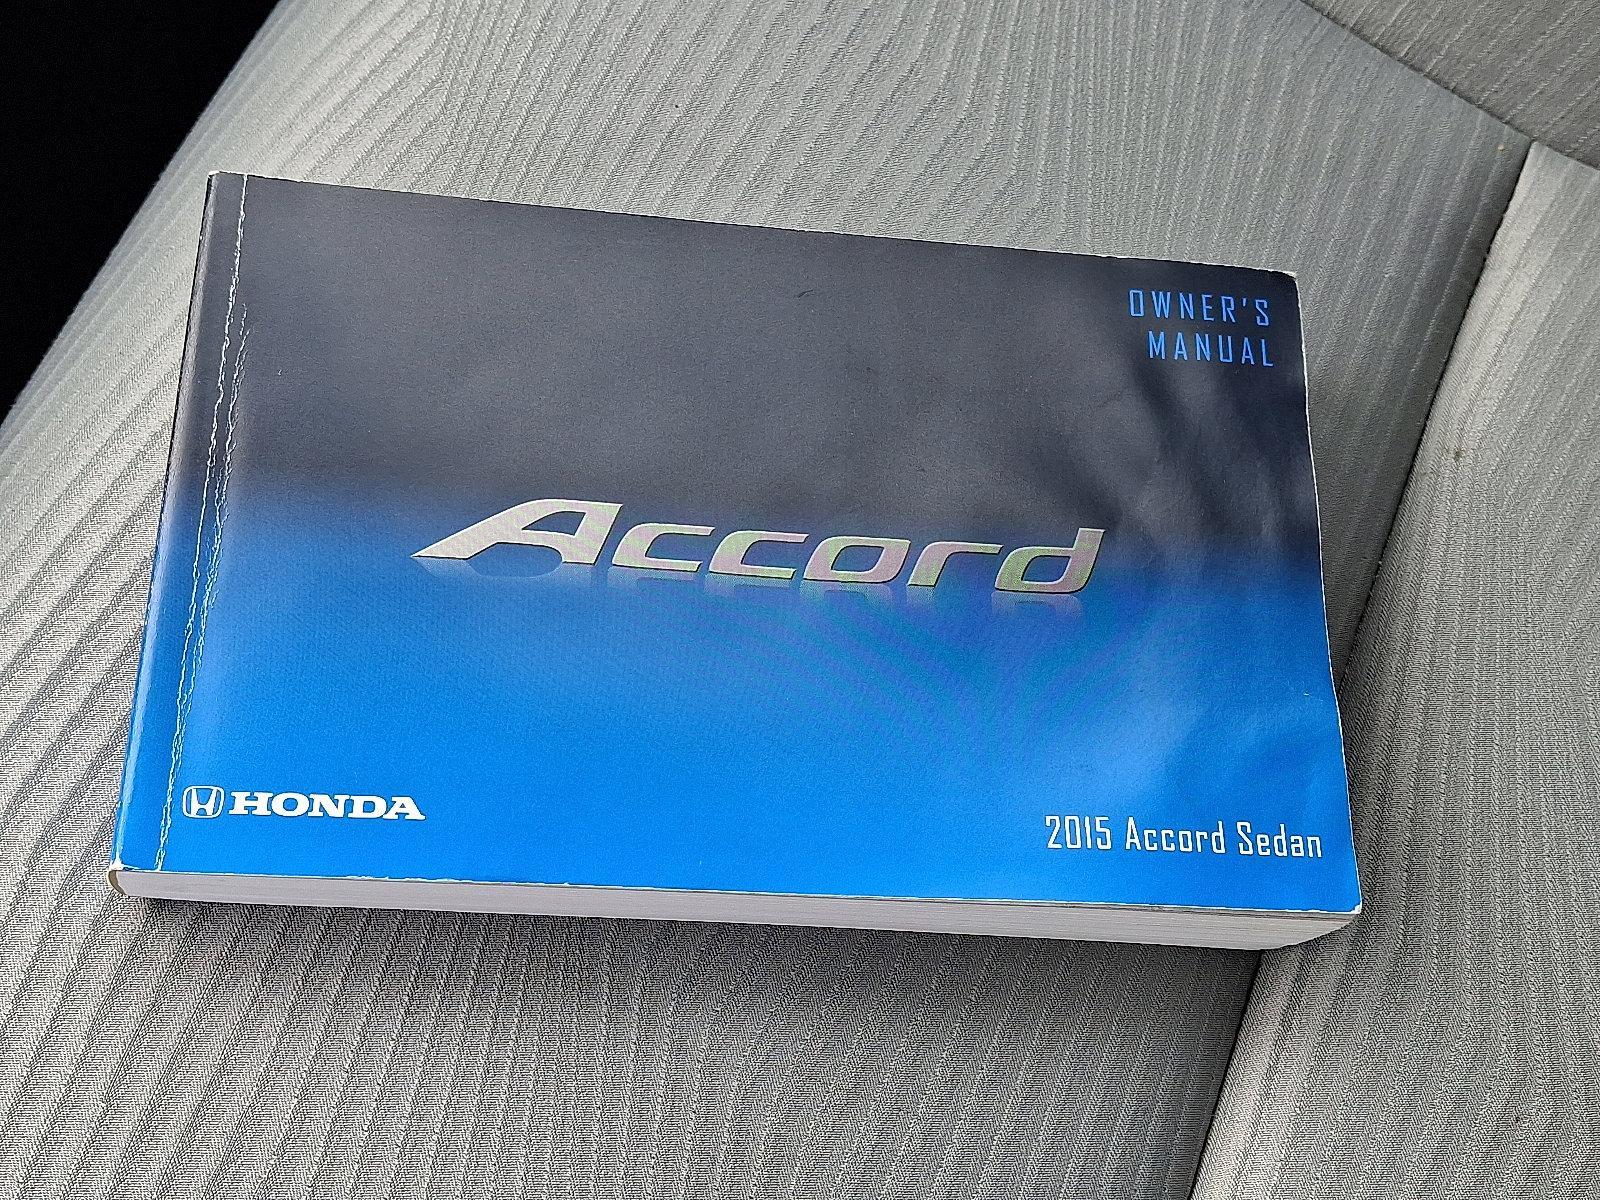 OWNER'S
MANUAL
Accord
HONDA
2015 Accord Sedan